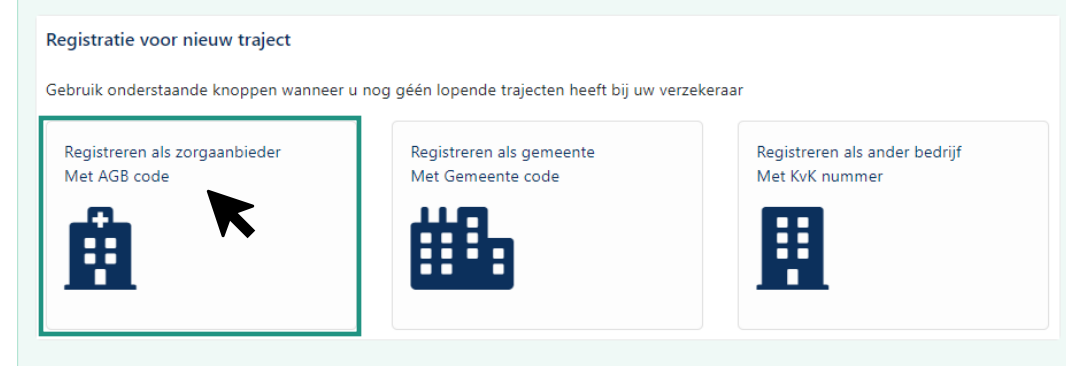 Registratie voor nieuw traject
Gebruik onderstaande knoppen wanneer u nog géén lopende trajecten heeft bij uw verzekeraar
Registreren als zorgaanbieder
Met AGB code
Registreren als gemeente
Met Gemeente code
Registreren als ander bedrijf
Met KvK nummer